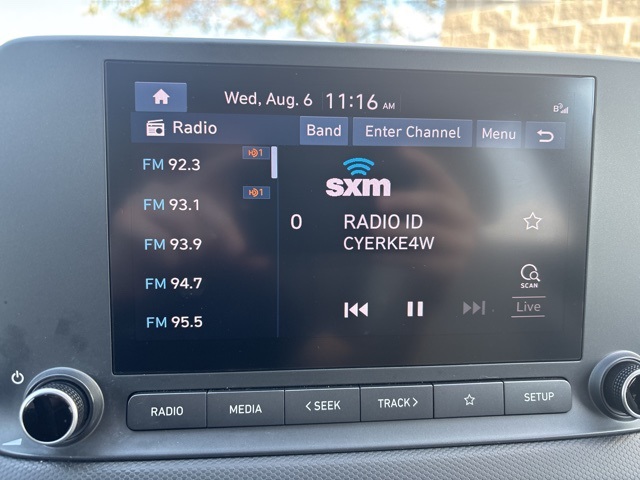 Wed, Aug. 6 11:16 AM
B
Radio Band Enter Channel Menu
FM 92.3 1
sxm
FM 93.1 1
0 RADIO ID
CYERKE4W
FM 93.9
FM 94.7
SCAN
Live
FM 95.5
RADIO MEDIA < SEEK TRACK > SETUP